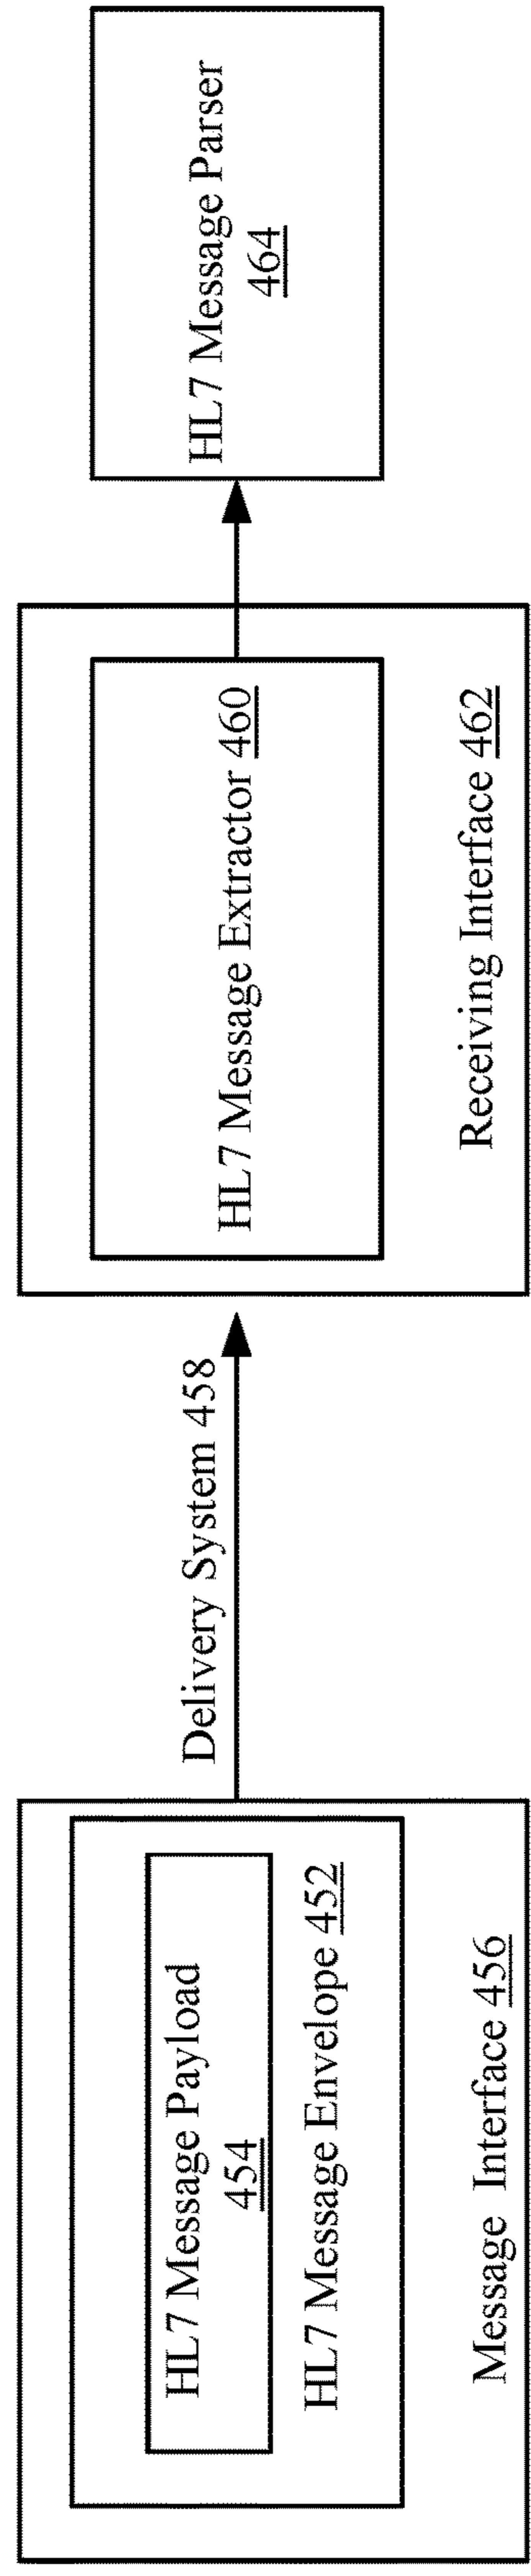 HL7 Message Payload
454
HL7 Message Envelope 452
Message Interface 456
Delivery System 458
HL7 Message Extractor 460
Receiving Interface 462
HL7 Message Parser
464